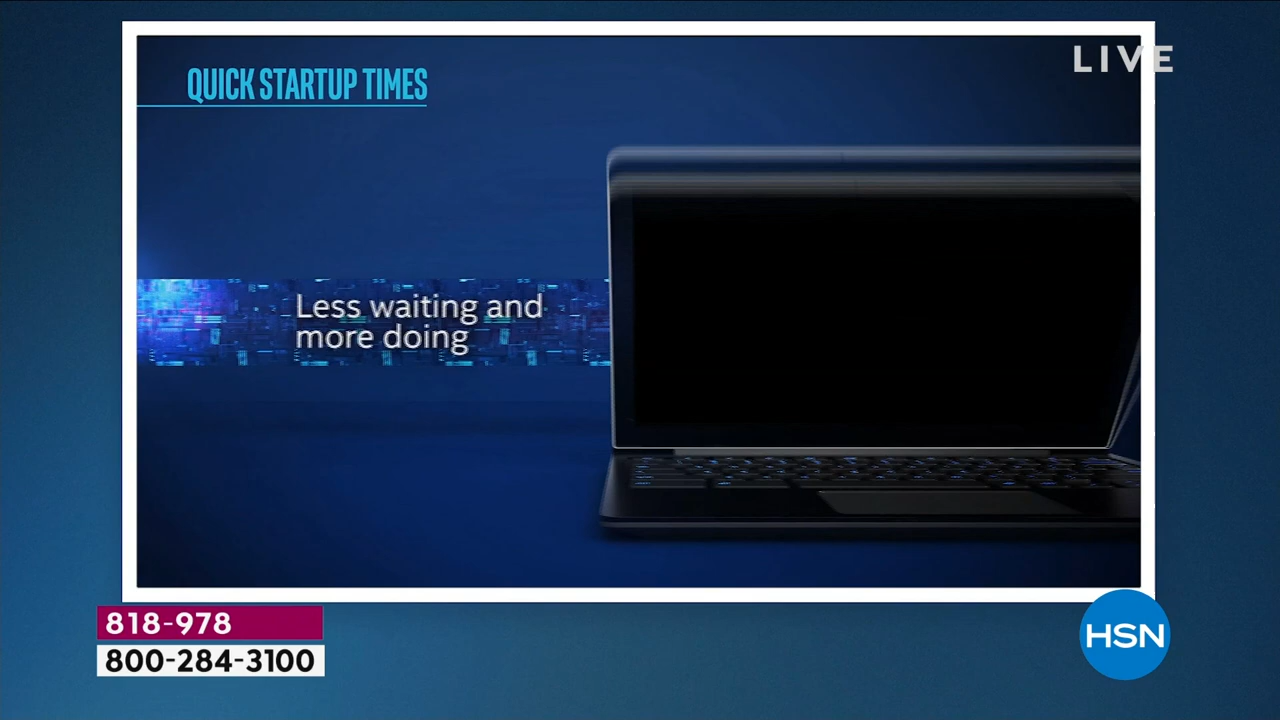 QUICK STARTUP TIMES
LIVE
Less waiting and
more doing
818-978
800-284-3100
HSN